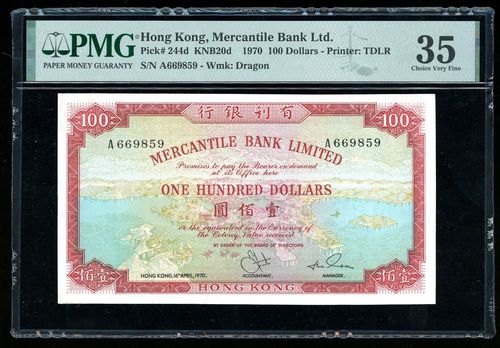 PMG
PAPER MONEY GUARANTY
Hong Kong, Mercantile Bank Ltd.
Pick# 244d KNB20d 1970 100 Dollars - Printer: TDLR
S/N A669859 - Wmk: Dragon
35
Choice Very Fine
100
行銀利有
100
A 669859
A 669859
MERCANTILE BANK LIMITED
Promises to pay the Bearer on demand
at its Office here
ONE HUNDRED DOLLARS
圓佰壹
or the equivalent in the Currency of
the Colony, Value received
BY ORDER OF THE BOARD OF DIRECTORS
HONG KONG, 16TH APRIL, 1970.
ACCOUNTANT.
MANAGER.
佰壹
HONG KONG
佰壹